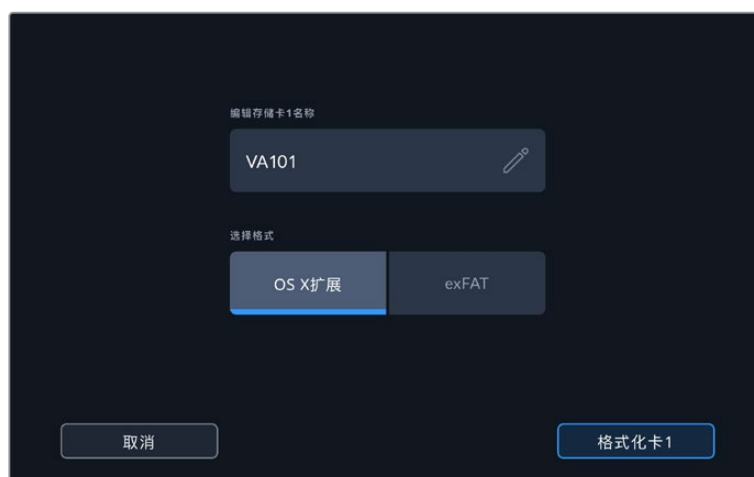 编辑存储卡1名称
VA101
选择格式
OS X扩展
exFAT
取消
格式化卡1